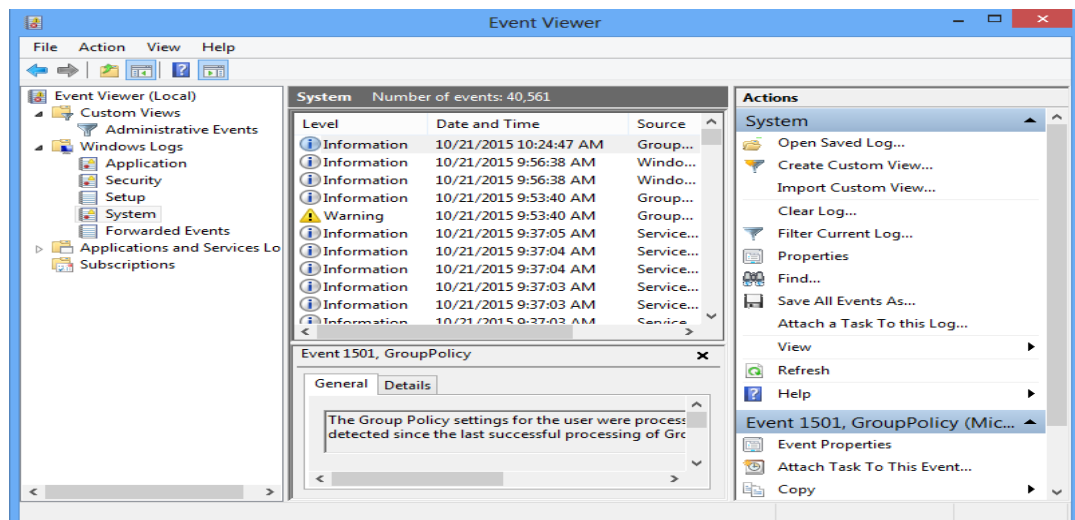 Event Viewer
File Action View Help
Event Viewer (Local)
Custom Views
Administrative Events
Windows Logs
Application
Security
Setup
System
Forwarded Events
Applications and Services Lo
Subscriptions
System Number of events: 40,561
Level Date and Time Source
Information 10/21/2015 10:24:47 AM Group...
Information 10/21/2015 9:56:38 AM Windo...
Information 10/21/2015 9:56:38 AM Windo...
Information 10/21/2015 9:53:40 AM Group...
Warning 10/21/2015 9:53:40 AM Group...
Information 10/21/2015 9:37:05 AM Service...
Information 10/21/2015 9:37:04 AM Service...
Information 10/21/2015 9:37:04 AM Service...
Information 10/21/2015 9:37:03 AM Service...
Information 10/21/2015 9:37:03 AM Service...
Information 10/21/2015 9:37:03 AM Service
Event 1501, GroupPolicy
General Details
The Group Policy settings for the user were process
detected since the last successful processing of Grc
Actions
System
Open Saved Log...
Create Custom View...
Import Custom View...
Clear Log...
Filter Current Log...
Properties
Find...
Save All Events As...
Attach a Task To this Log...
View
Refresh
Help
Event 1501, GroupPolicy (Mic...
Event Properties
Attach Task To This Event...
Copy